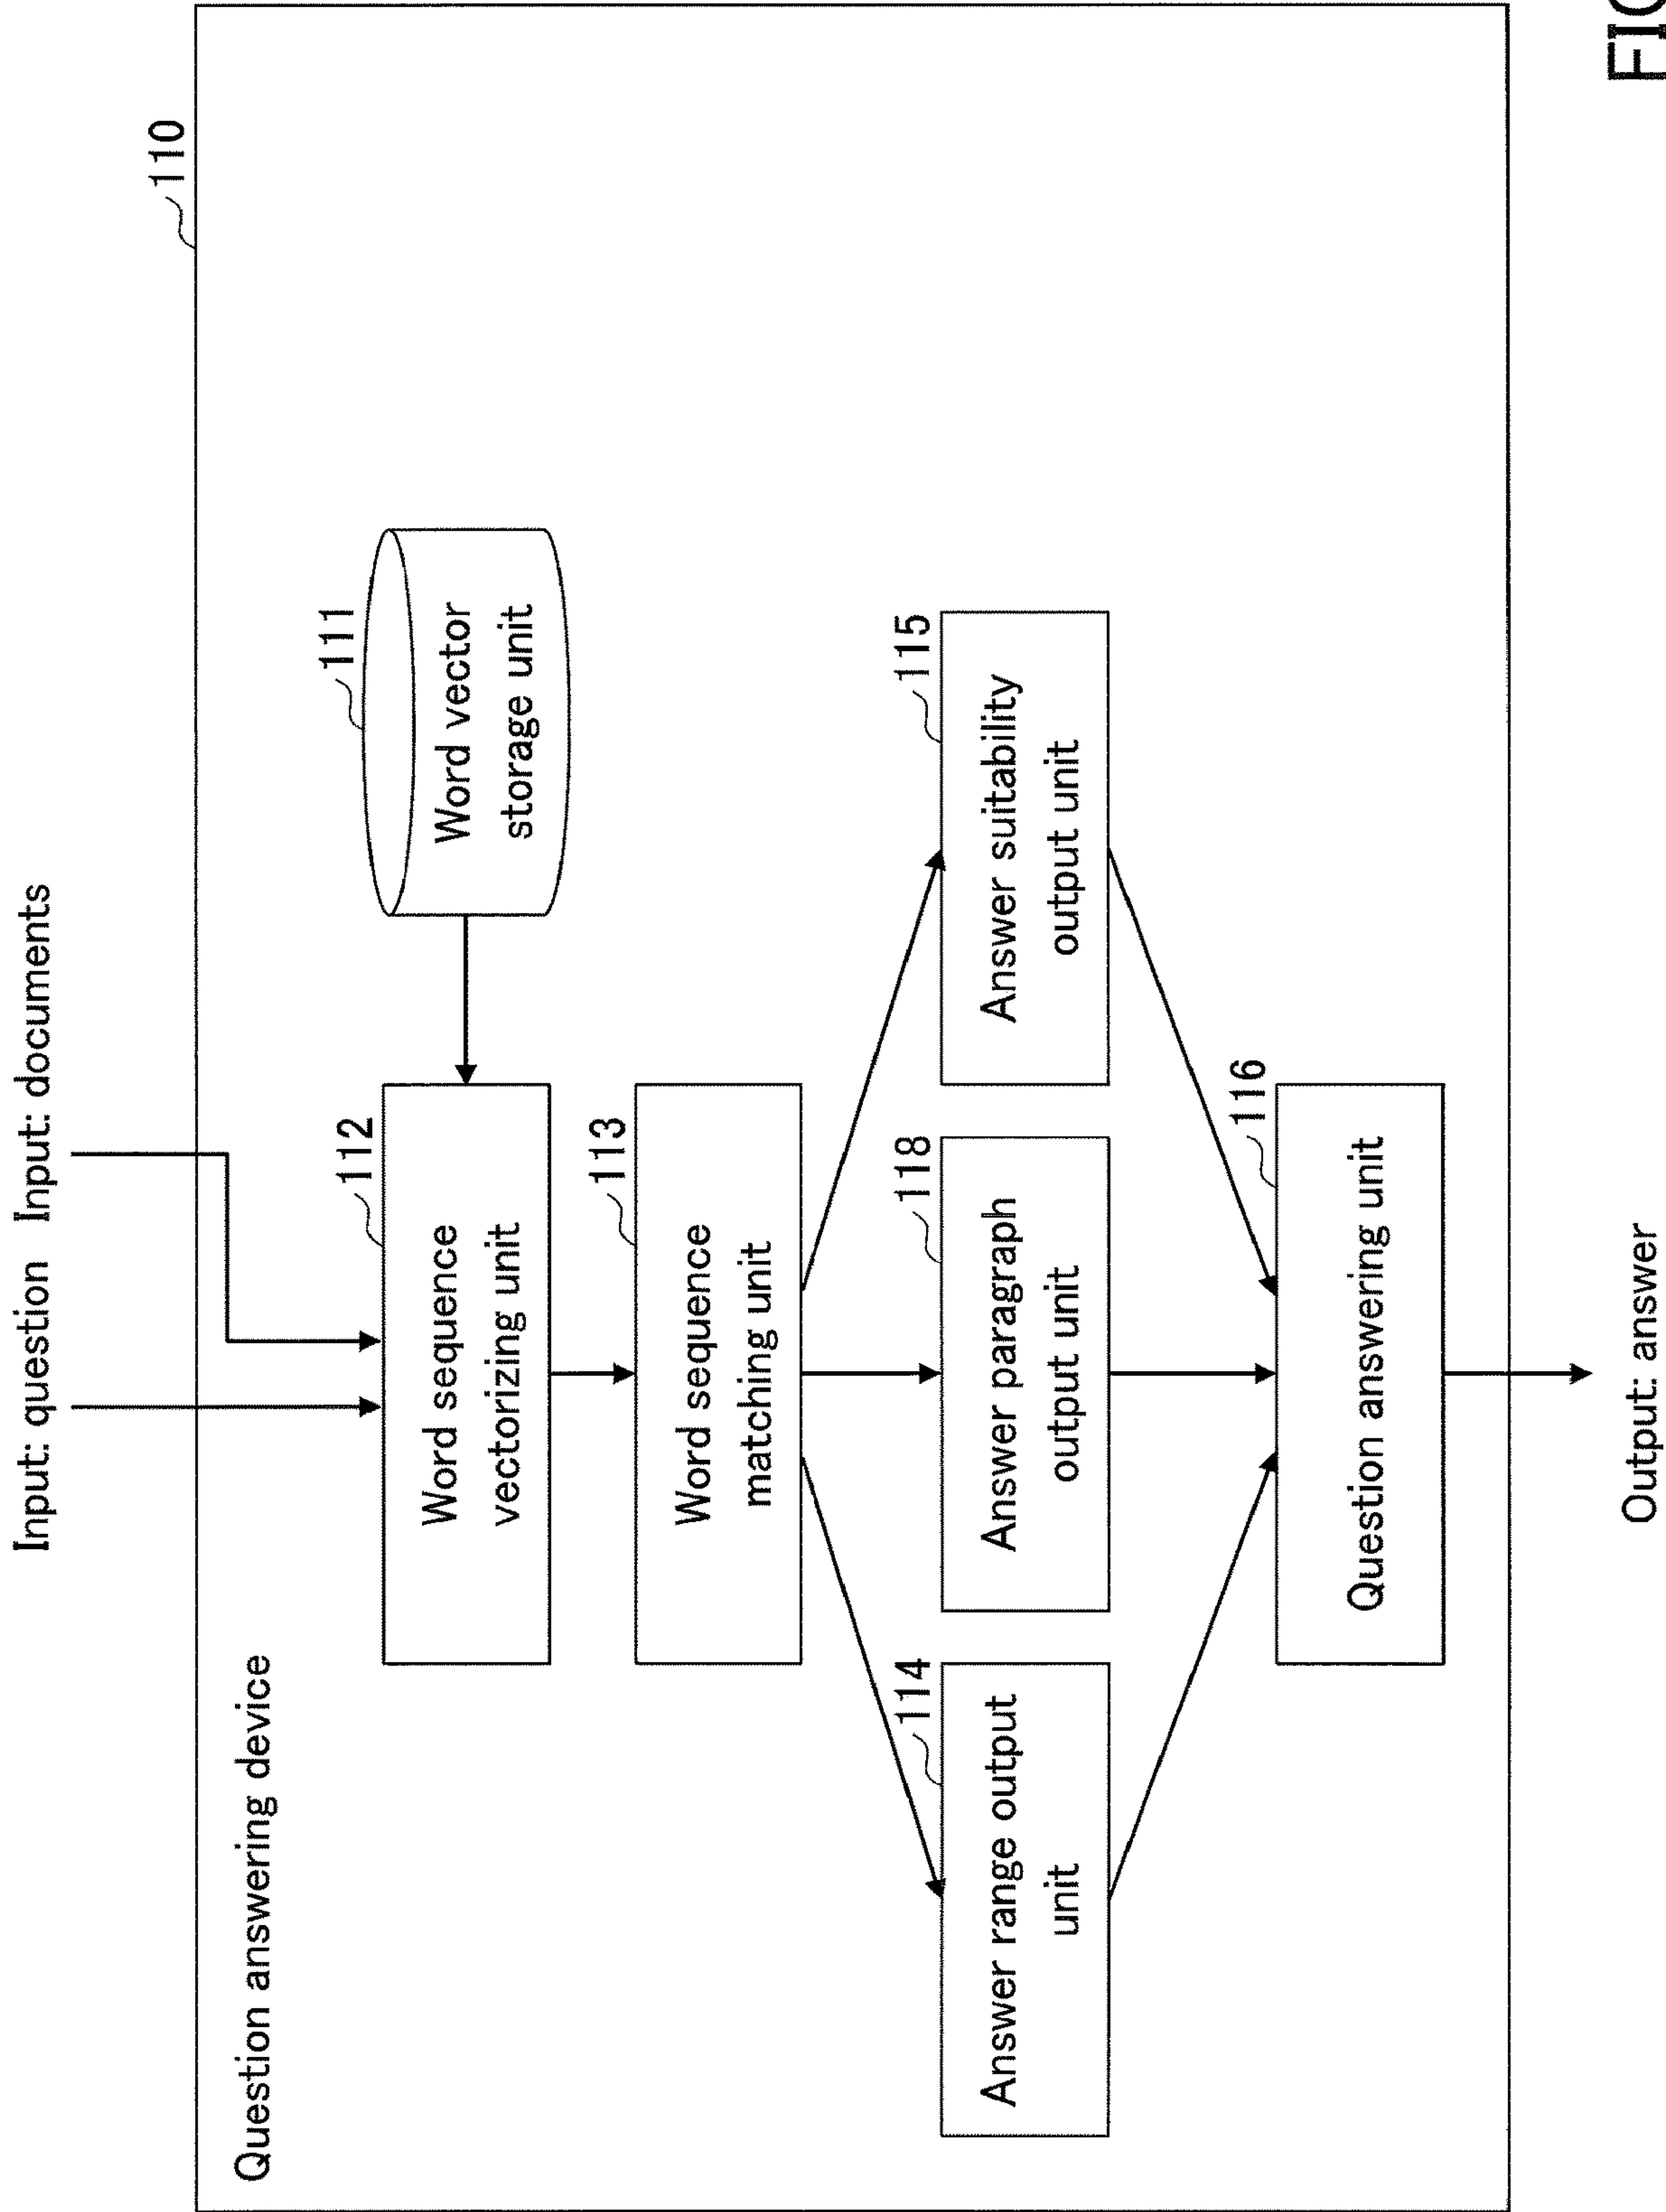 Input: question Input: documents
110
Question answering device
112
Word sequence
vectorizing unit
111
Word vector
storage unit
113
Word sequence
matching unit
114
Answer range output
unit
118
Answer paragraph
output unit
115
Answer suitability
output unit
116
Question answering unit
Output: answer